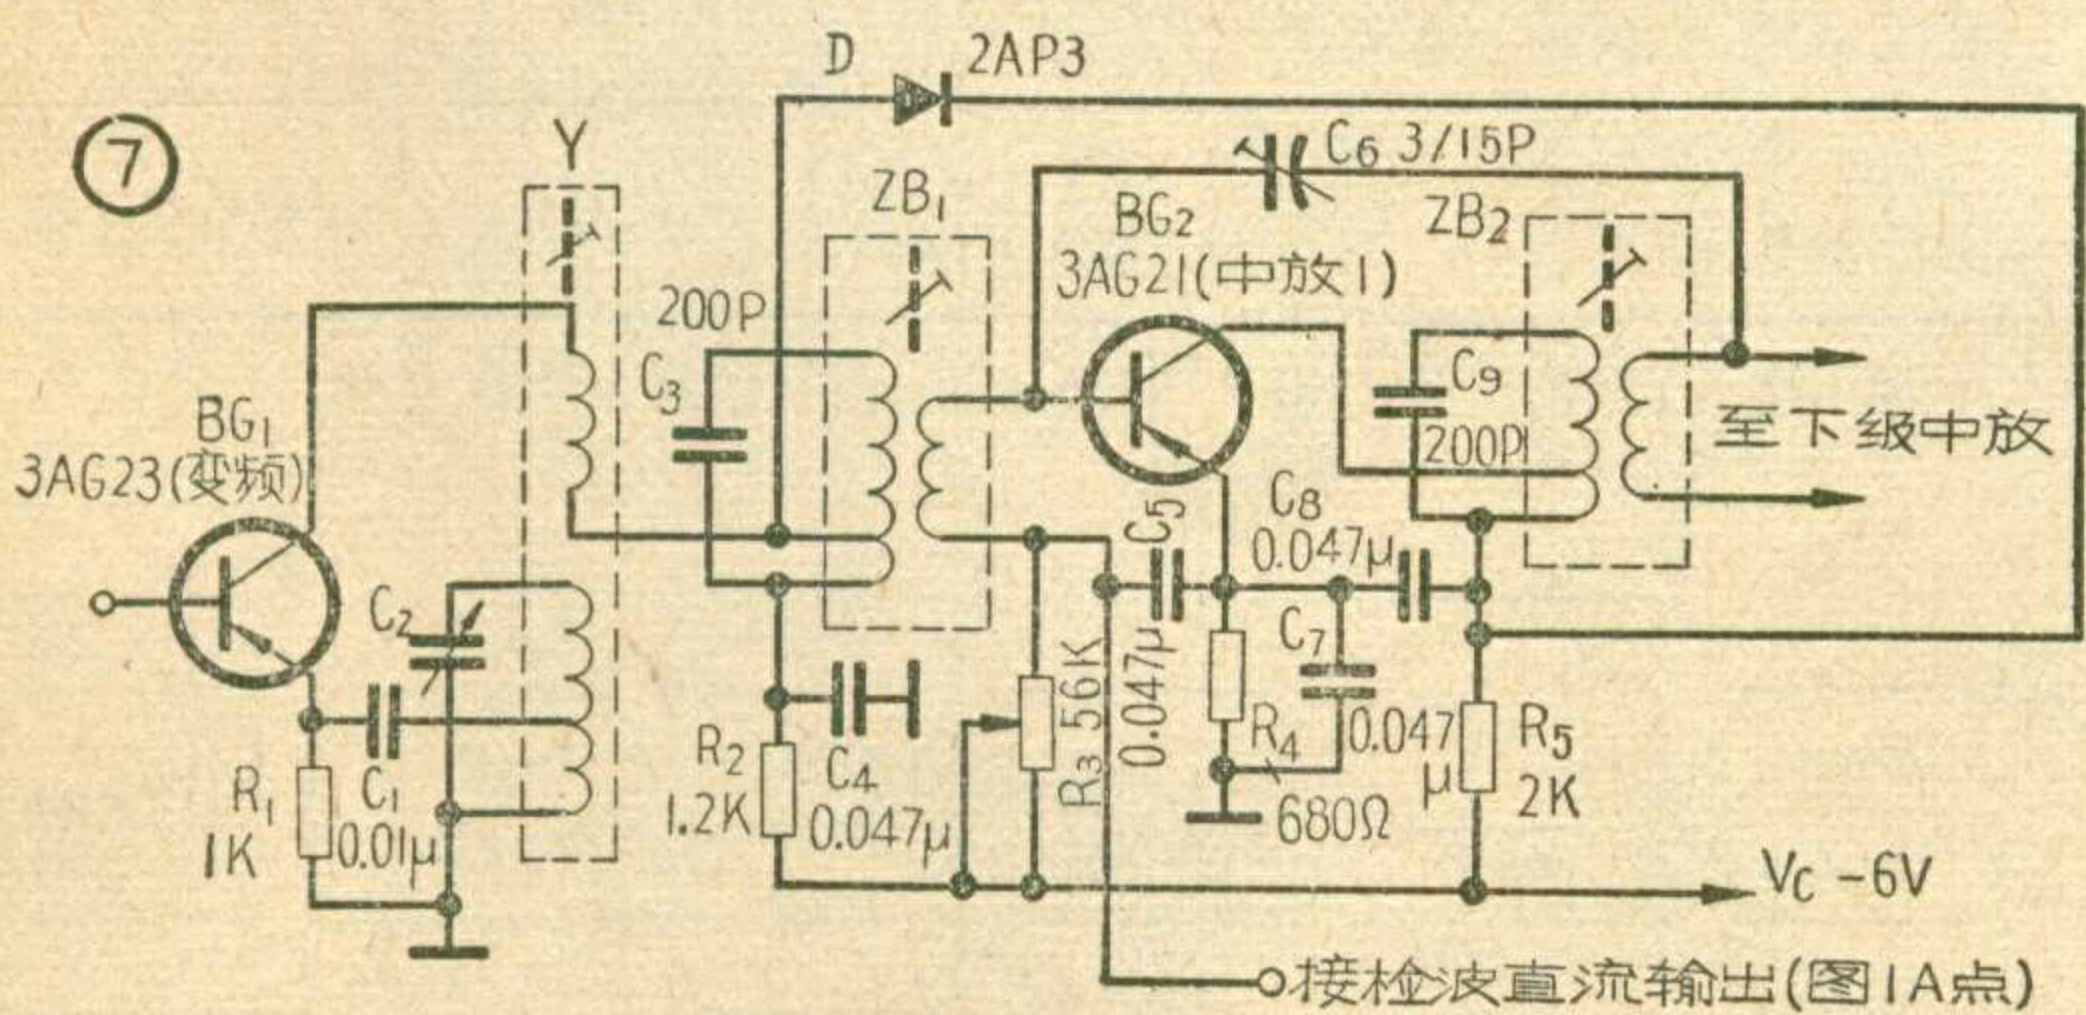 ⑦
D 2AP3
Y
C6 3/15P
ZB1
BG2
3AG21(中放1)
ZB2
200P
C3
C9
200P
至下级中放
BG1
3AG23(变频)
C5
0.047μ
C8
0.047μ
C2
C7
0.047μ
R1
1K
C1
0.01μ
R2
1.2K
C4
0.047μ
R3 56K
R4
680Ω
R5
2K
VC -6V
接检波直流输出(图1A点)